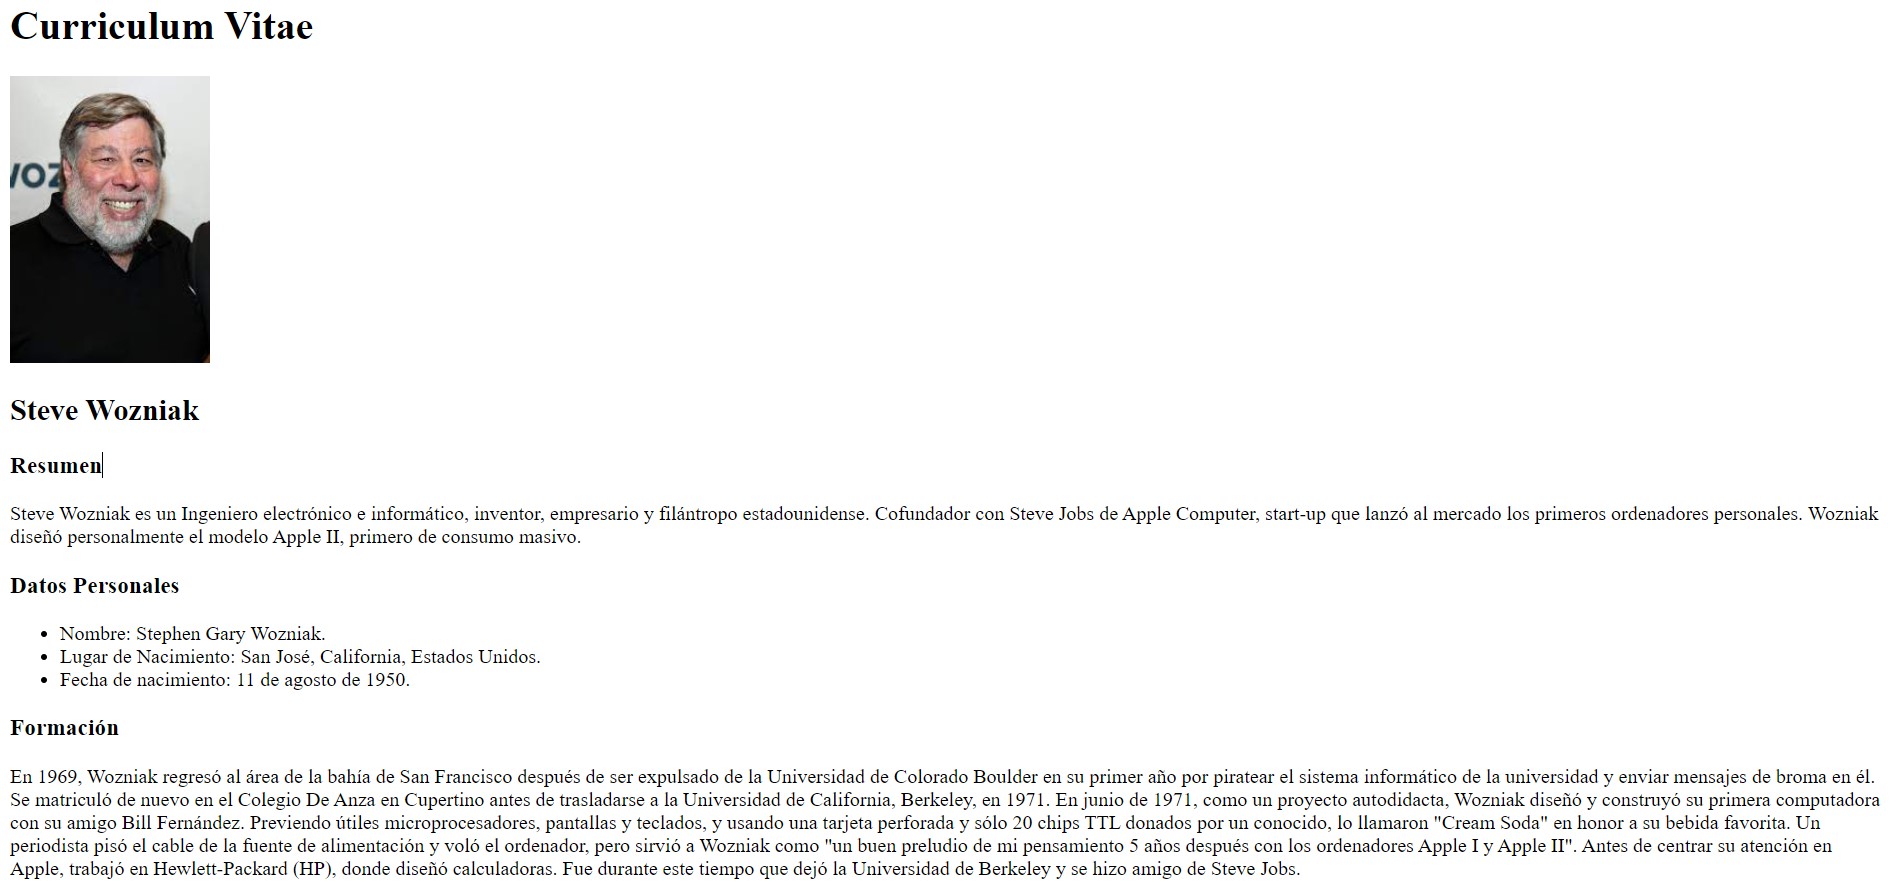 Curriculum Vitae
VOZ
Steve Wozniak
Resumen
Steve Wozniak es un Ingeniero electrónico e informático, inventor, empresario y filántropo estadounidense. Cofundador con Steve Jobs de Apple Computer, start-up que lanzó al mercado los primeros ordenadores personales. Wozniak
diseñó personalmente el modelo Apple II, primero de consumo masivo.
Datos Personales
• Nombre: Stephen Gary Wozniak.
• Lugar de Nacimiento: San José, California, Estados Unidos.
• Fecha de nacimiento: 11 de agosto de 1950.
Formación
En 1969, Wozniak regresó al área de la bahía de San Francisco después de ser expulsado de la Universidad de Colorado Boulder en su primer año por piratear el sistema informático de la universidad y enviar mensajes de broma en él.
Se matriculó de nuevo en el Colegio De Anza en Cupertino antes de trasladarse a la Universidad de California, Berkeley, en 1971. En junio de 1971, como un proyecto autodidacta, Wozniak diseñó y construyó su primera computadora
con su amigo Bill Fernández. Previendo útiles microprocesadores, pantallas y teclados, y usando una tarjeta perforada y sólo 20 chips TTL donados por un conocido, lo llamaron "Cream Soda" en honor a su bebida favorita. Un
periodista pisó el cable de la fuente de alimentación y voló el ordenador, pero sirvió a Wozniak como "un buen preludio de mi pensamiento 5 años después con los ordenadores Apple I y Apple II". Antes de centrar su atención en
Apple, trabajó en Hewlett-Packard (HP), donde diseñó calculadoras. Fue durante este tiempo que dejó la Universidad de Berkeley y se hizo amigo de Steve Jobs.